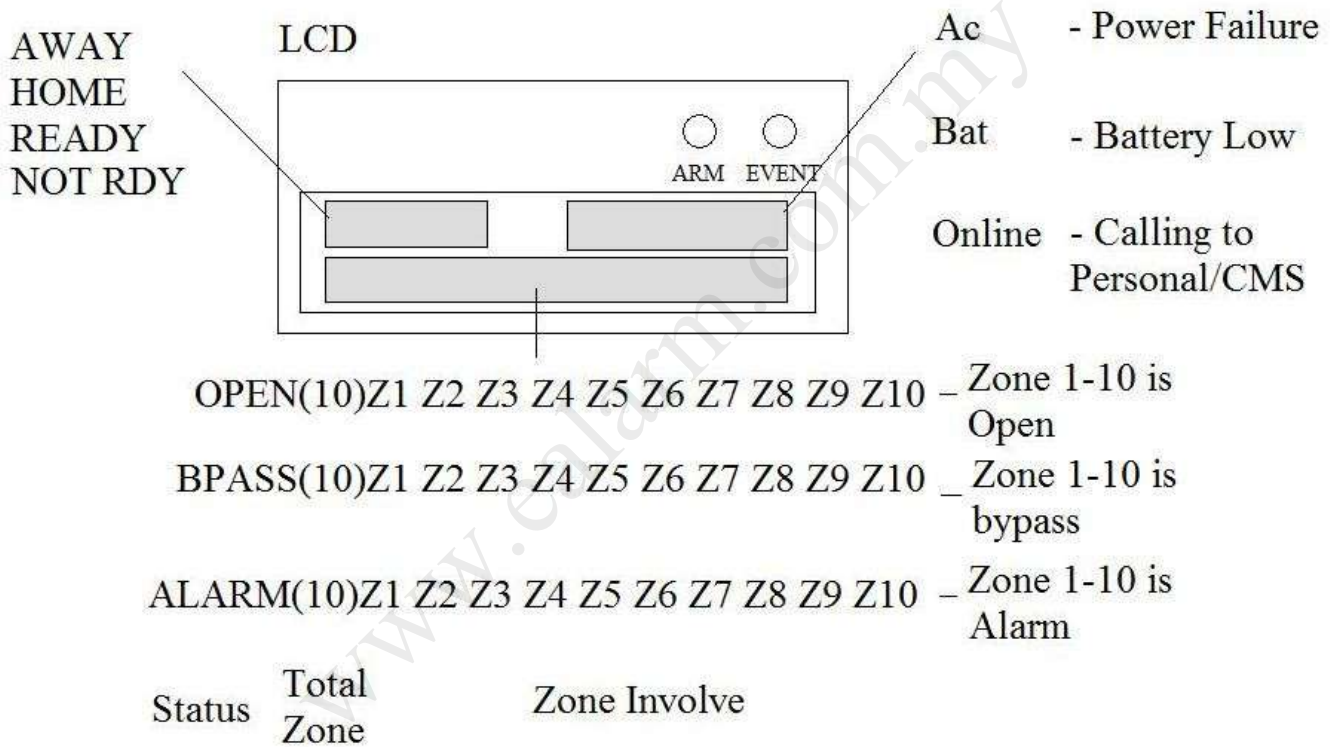 AWAY
HOME
READY
NOT RDY
LCD
ARM EVENT
Ac - Power Failure
Bat - Battery Low
Online - Calling to
Personal/CMS
OPEN(10)Z1 Z2 Z3 Z4 Z5 Z6 Z7 Z8 Z9 Z10 – Zone 1-10 is
Open
BPASS(10)Z1 Z2 Z3 Z4 Z5 Z6 Z7 Z8 Z9 Z10 _ Zone 1-10 is
bypass
ALARM(10)Z1 Z2 Z3 Z4 Z5 Z6 Z7 Z8 Z9 Z10 – Zone 1-10 is
Alarm
Status Total
Zone Zone Involve
www.ealarm.com.my